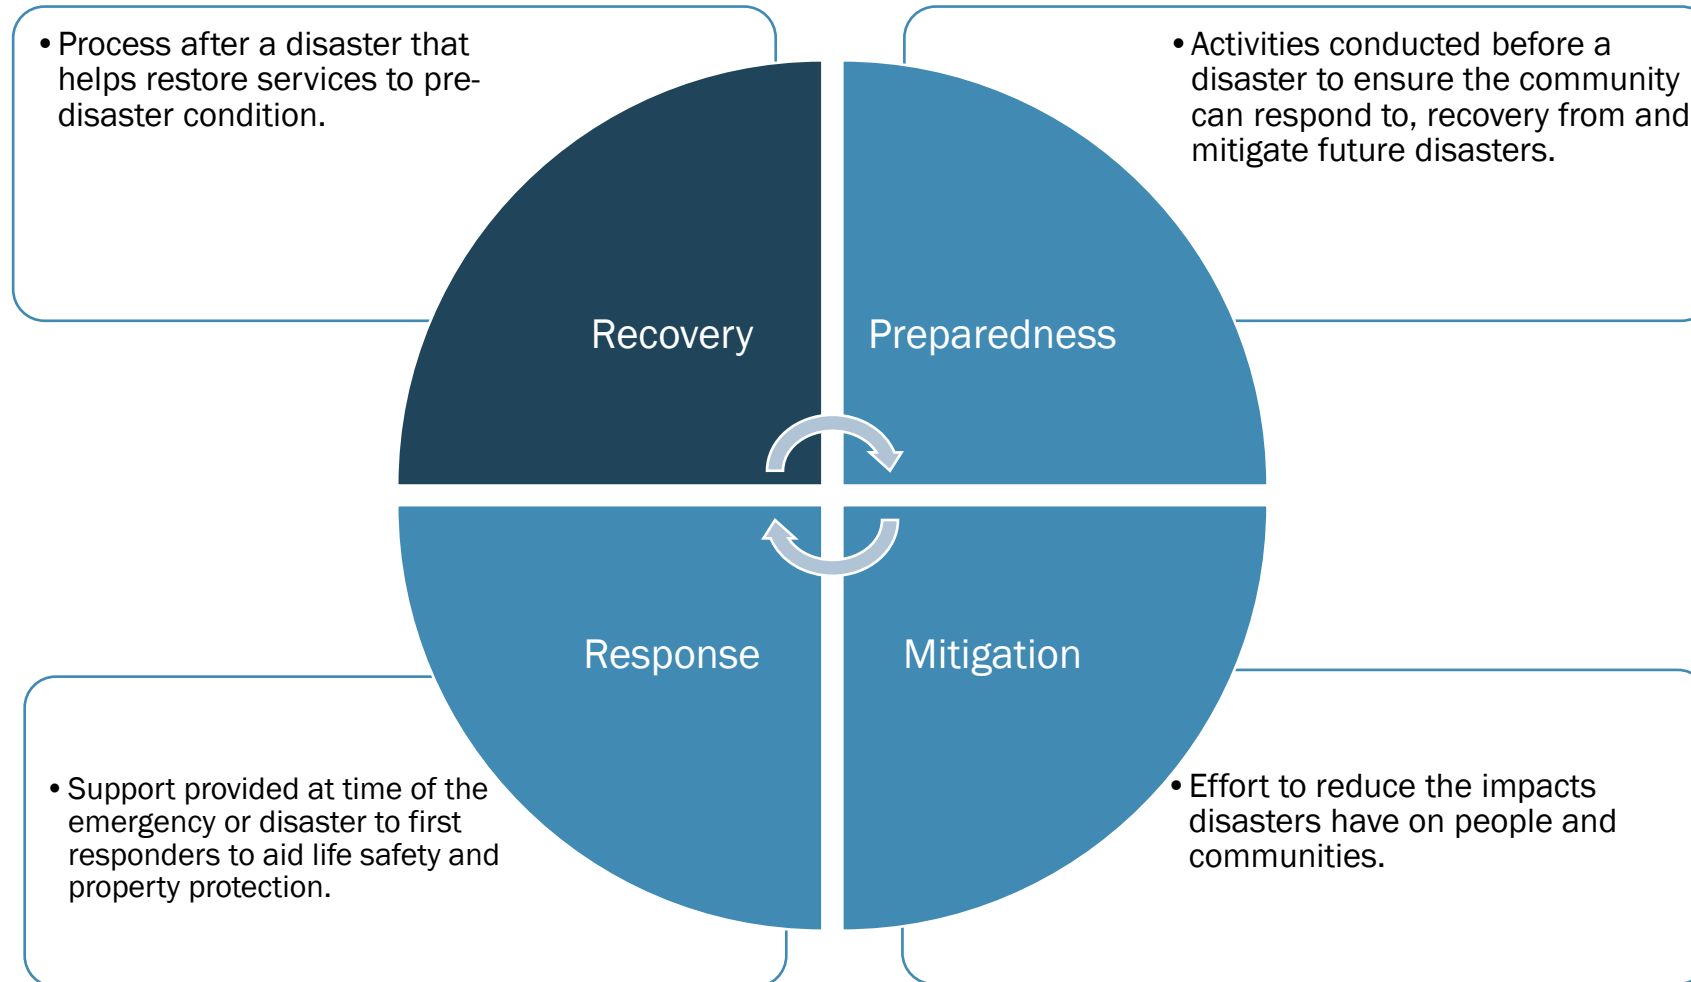 • Process after a disaster that
helps restore services to pre-
disaster condition.
• Activities conducted before a
disaster to ensure the community
can respond to, recovery from and
mitigate future disasters.
Recovery
Preparedness
Response
Mitigation
• Support provided at time of the
emergency or disaster to first
responders to aid life safety and
property protection.
• Effort to reduce the impacts
disasters have on people and
communities.